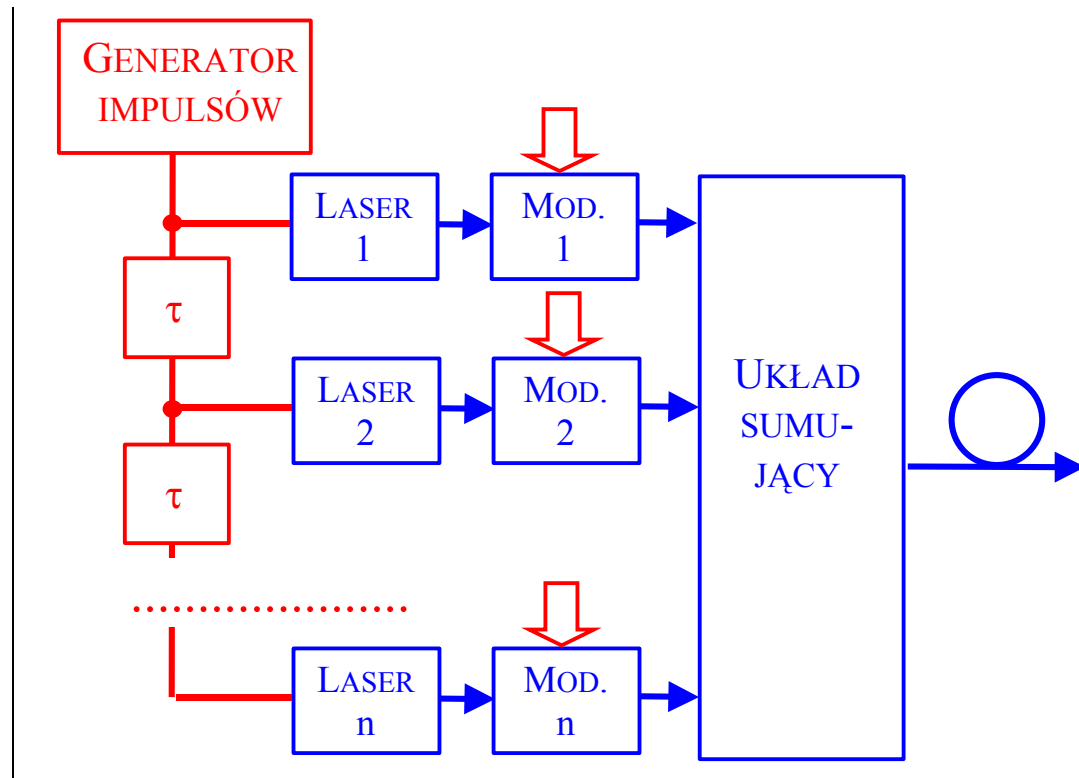 GENERATOR
IMPULSÓW
LASER
1
MOD.
1
τ
LASER
2
MOD.
2
UKŁAD
SUMU-
JĄCY
τ
LASER
n
MOD.
n